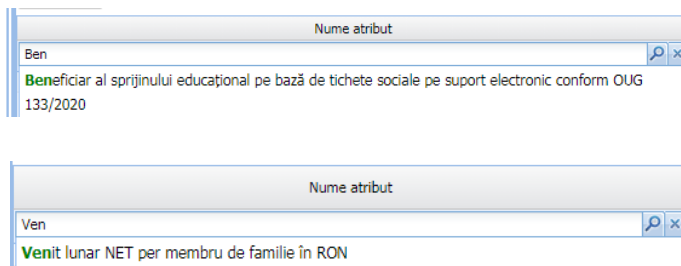 Nume atribut
Ben
Beneficiar al sprijinului educațional pe bază de tichete sociale pe suport electronic conform OUG
133/2020
Nume atribut
Ven
Venit lunar NET per membru de familie în RON